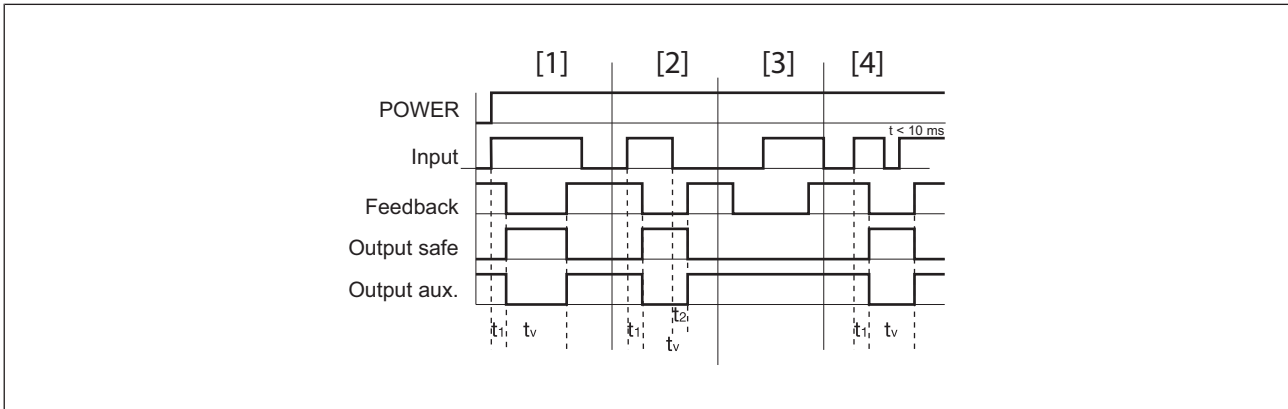 [1] [2] [3] [4]
POWER
t < 10 ms
Input
Feedback
Output safe
Output aux.
t2
t1 tv t1 t1 tv
tv